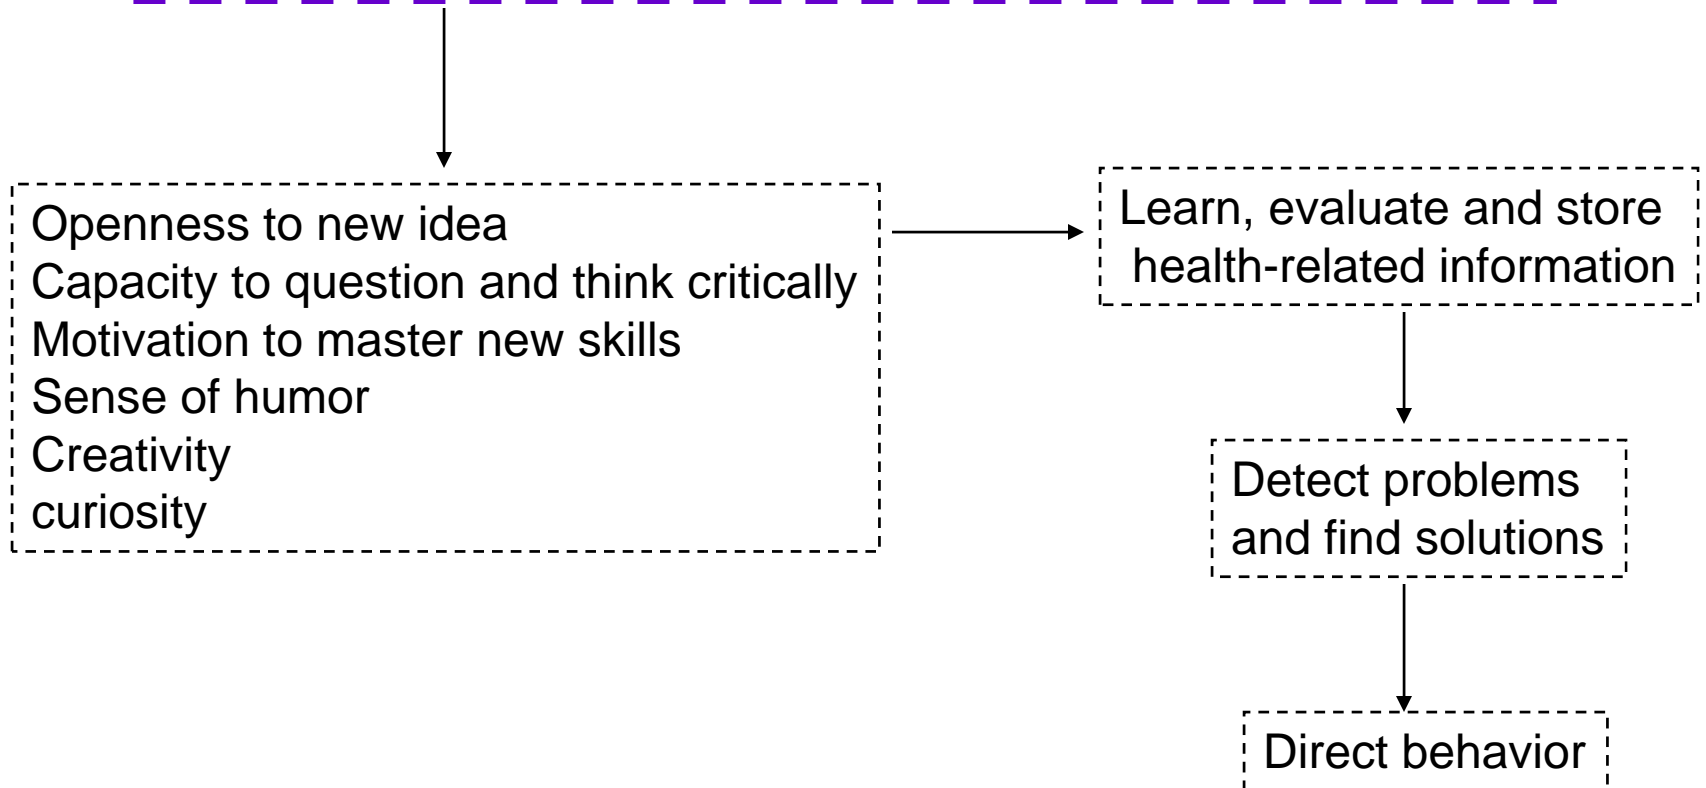 Openness to new idea
Capacity to question and think critically
Motivation to master new skills
Sense of humor
Creativity
curiosity
Learn, evaluate and store
health-related information
Detect problems
and find solutions
Direct behavior